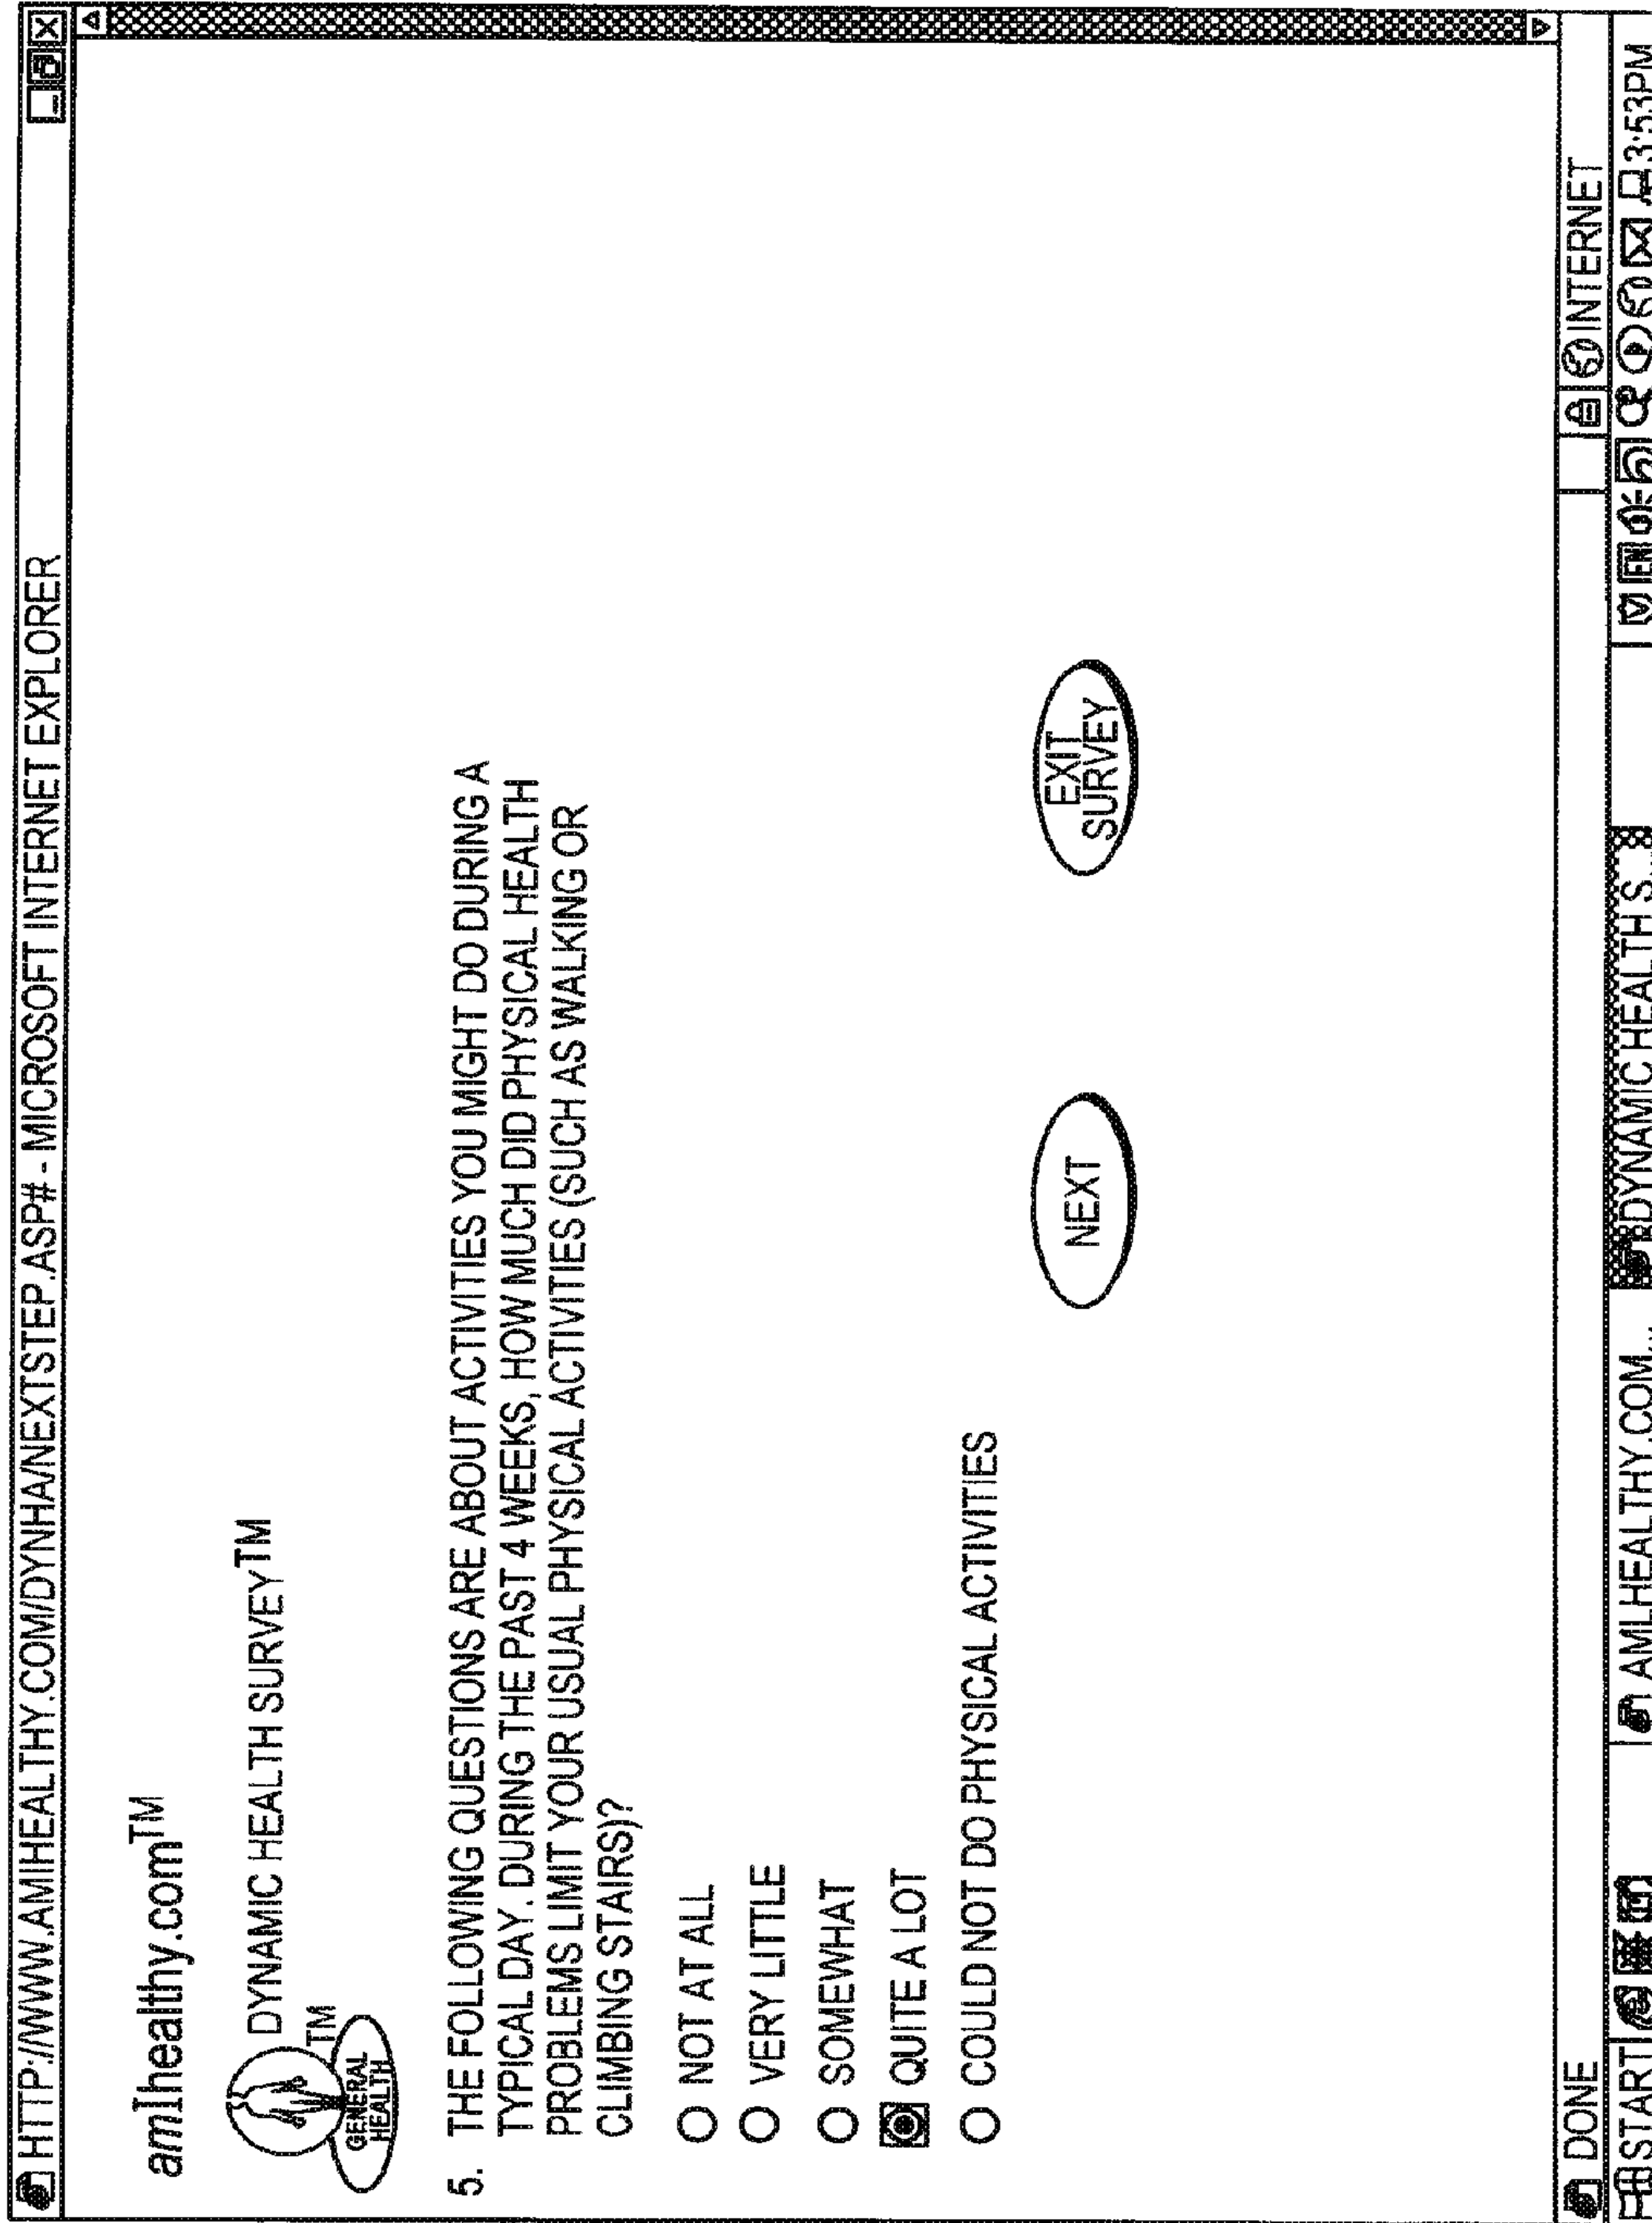 HTTP://WWW.AMIHEALTHY.COM/DYNHA/NEXTSTEP.ASP# - MICROSOFT INTERNET EXPLORER
amIhealthy.com™
DYNAMIC HEALTH SURVEY™
TM
GENERAL
HEALTH
5. THE FOLLOWING QUESTIONS ARE ABOUT ACTIVITIES YOU MIGHT DO DURING A
TYPICAL DAY. DURING THE PAST 4 WEEKS, HOW MUCH DID PHYSICAL HEALTH
PROBLEMS LIMIT YOUR USUAL PHYSICAL ACTIVITIES (SUCH AS WALKING OR
CLIMBING STAIRS)?
NOT AT ALL
VERY LITTLE
SOMEWHAT
QUITE A LOT
COULD NOT DO PHYSICAL ACTIVITIES
NEXT
EXIT
SURVEY
DONE
INTERNET
START
AMLHEALTHY.COM...
DYNAMIC HEALTH S...
EN
3:53PM